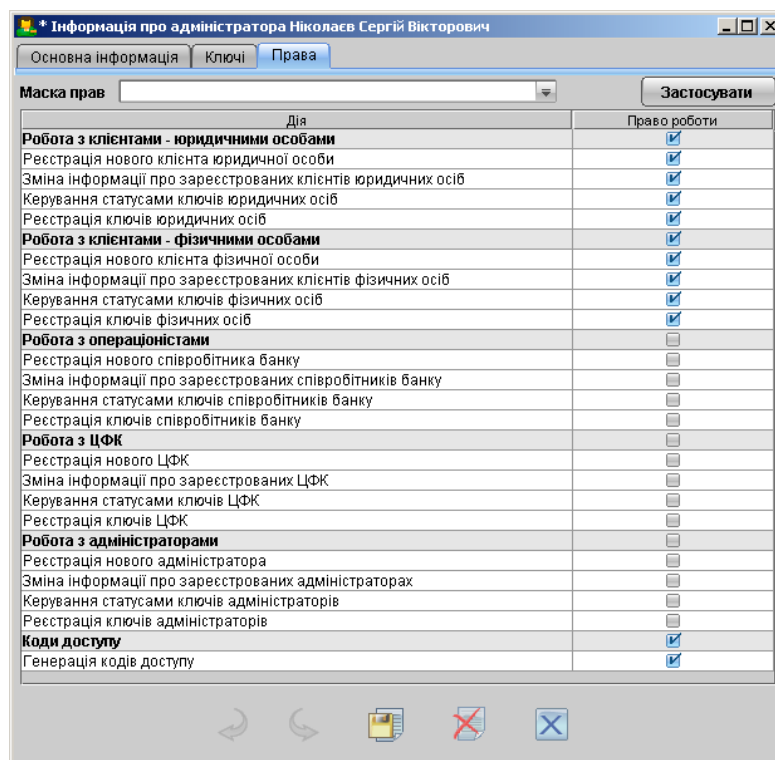 * Інформація про адміністратора Ніколаєв Сергій Вікторович
Основна інформація Ключі Права
Маска прав Застосувати
Дія Право роботи
Робота з клієнтами - юридичними особами
Реєстрація нового клієнта юридичної особи
Зміна інформації про зареєстрованих клієнтів юридичних осіб
Керування статусами ключів юридичних осіб
Реєстрація ключів юридичних осіб
Робота з клієнтами - фізичними особами
Реєстрація нового клієнта фізичної особи
Зміна інформації про зареєстрованих клієнтів фізичних осіб
Керування статусами ключів фізичних осіб
Реєстрація ключів фізичних осіб
Робота з операціоністами
Реєстрація нового співробітника банку
Зміна інформації про зареєстрованих співробітників банку
Керування статусами ключів співробітників банку
Реєстрація ключів співробітників банку
Робота з ЦФК
Реєстрація нового ЦФК
Зміна інформації про зареєстрованих ЦФК
Керування статусами ключів ЦФК
Реєстрація ключів ЦФК
Робота з адміністраторами
Реєстрація нового адміністратора
Зміна інформації про зареєстрованих адміністраторах
Керування статусами ключів адміністраторів
Реєстрація ключів адміністраторів
Коди доступу
Генерація кодів доступу